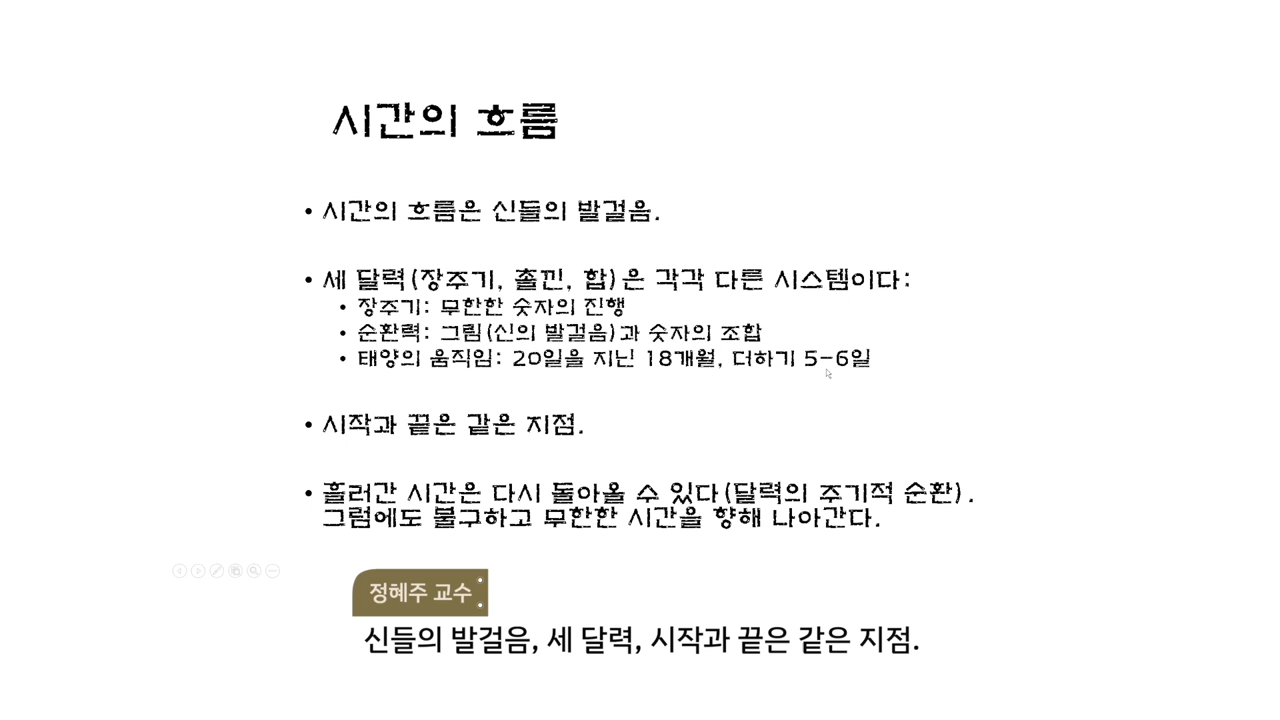 시간의 흐름
• 시간의 흐름은 신들의 발걸음.
• 세 달력(장주기, 촐낀, 합)은 각각 다른 시스템이다:
• 장주기: 무한한 숫자의 진행
• 순환력: 그림(신의 발걸음)과 숫자의 조합
• 태양의 움직임: 20일을 지닌 18개월, 더하기 5-6일
• 시작과 끝은 같은 지점.
• 흘러간 시간은 다시 돌아올 수 있다(달력의 주기적 순환).
그럼에도 불구하고 무한한 시간을 향해 나아간다.
정혜주 교수
신들의 발걸음, 세 달력, 시작과 끝은 같은 지점.